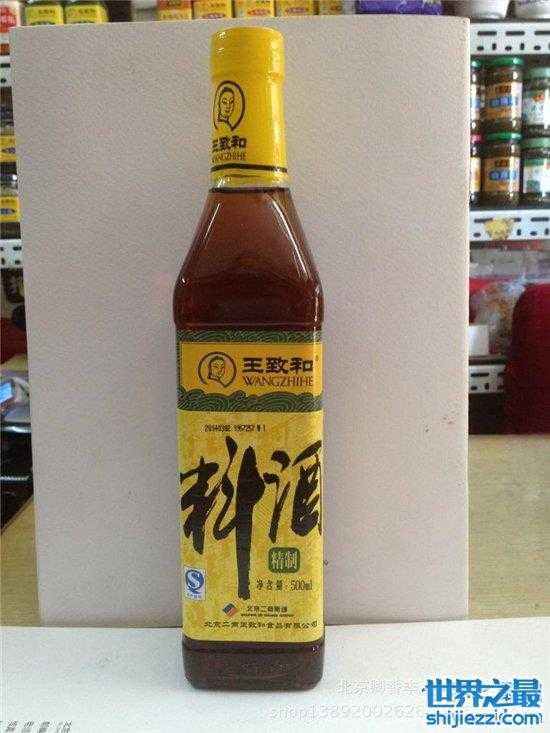 王致和
WANGZHIHE
王致和
WANGZHIHE
料酒
精制
净含量：500ml
北京二商集团
北京二商王致和食品有限公司
世界之最
shijiezzi.com